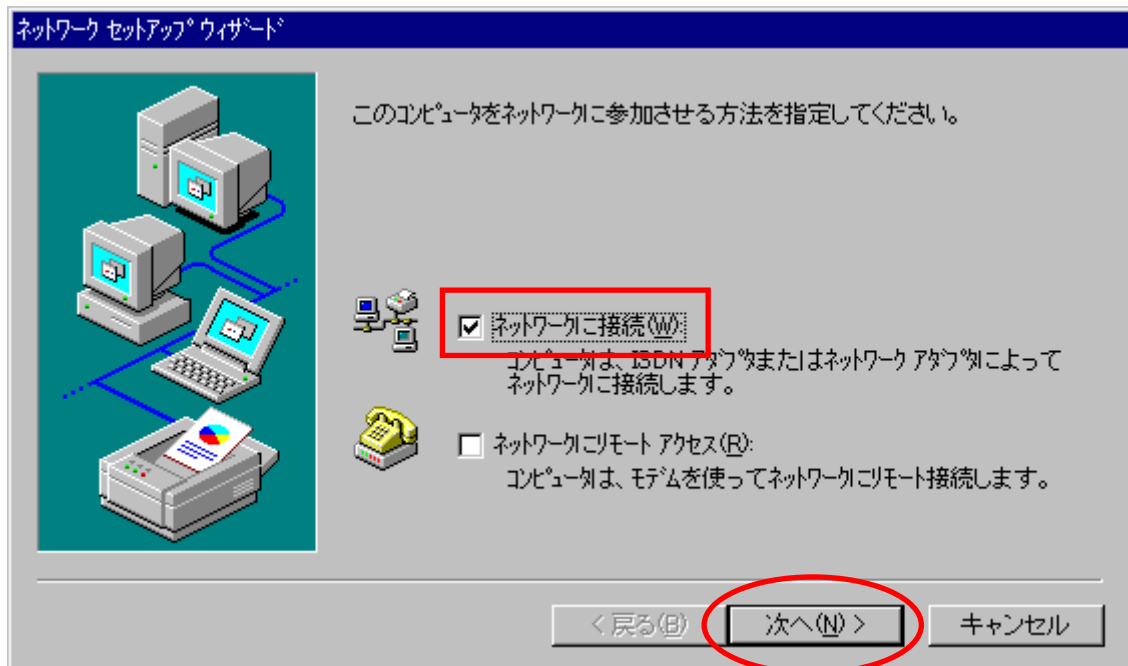 ネットワーク セットアップ ウィザード
このコンピュータをネットワークに参加させる方法を指定してください。
ネットワークに接続(W):
コンピュータは、ISDN アダプタまたはネットワーク アダプタによって
ネットワークに接続します。
ネットワークにリモート アクセス(R):
コンピュータは、モデムを使ってネットワークにリモート接続します。
< 戻る(B)
次へ(N) >
キャンセル